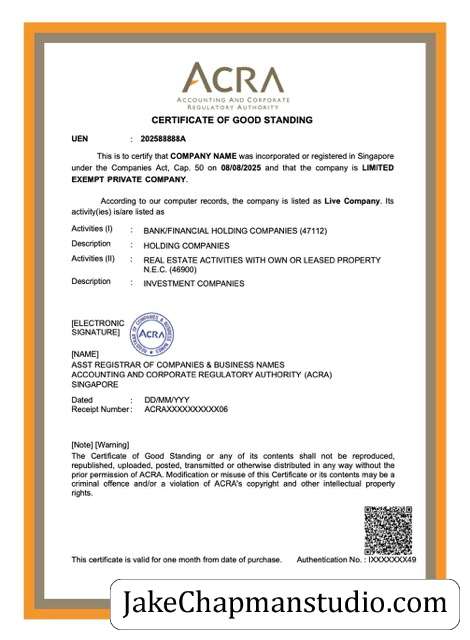 ACRA
ACCOUNTING AND CORPORATE
REGULATORY AUTHORITY
CERTIFICATE OF GOOD STANDING
UEN : 202588888A
This is to certify that COMPANY NAME was incorporated or registered in Singapore
under the Companies Act, Cap. 50 on 08/08/2025 and that the company is LIMITED
EXEMPT PRIVATE COMPANY.
According to our computer records, the company is listed as Live Company. Its
activity(ies) is/are listed as
Activities (I) : BANK/FINANCIAL HOLDING COMPANIES (47112)
Description : HOLDING COMPANIES
Activities (II) : REAL ESTATE ACTIVITIES WITH OWN OR LEASED PROPERTY
N.E.C. (46900)
Description : INVESTMENT COMPANIES
[ELECTRONIC
SIGNATURE]
ACRA
[NAME]
ASST REGISTRAR OF COMPANIES & BUSINESS NAMES
ACCOUNTING AND CORPORATE REGULATORY AUTHORITY (ACRA)
SINGAPORE
Dated : DD/MM/YYY
Receipt Number : ACRAXXXXXXXXXX06
[Note] [Warning]
The Certificate of Good Standing or any of its contents shall not be reproduced,
republished, uploaded, posted, transmitted or otherwise distributed in any way without the
prior permission of ACRA. Modification or misuse of this Certificate or its contents may be a
criminal offence and/or a violation of ACRA's copyright and other intellectual property
rights.
This certificate is valid for one month from date of purchase. Authentication No. : IXXXXXXX49
JakeChapmanstudio.com